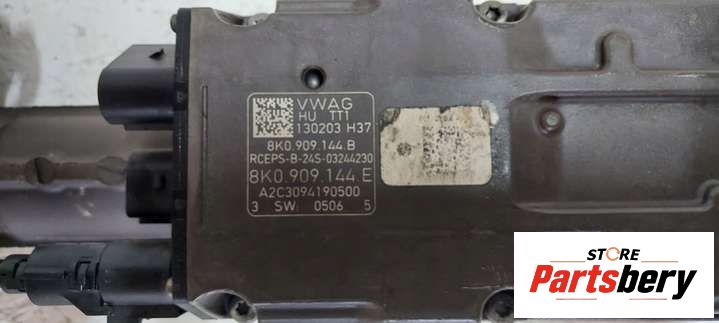 VWAG
HU TT1
130203 H37
8K0.909.144.B
RCEPS-B-24S-03244230
8K0.909.144.E
A2C3094190500
3 SW: 0506 5
STORE
Partsbery